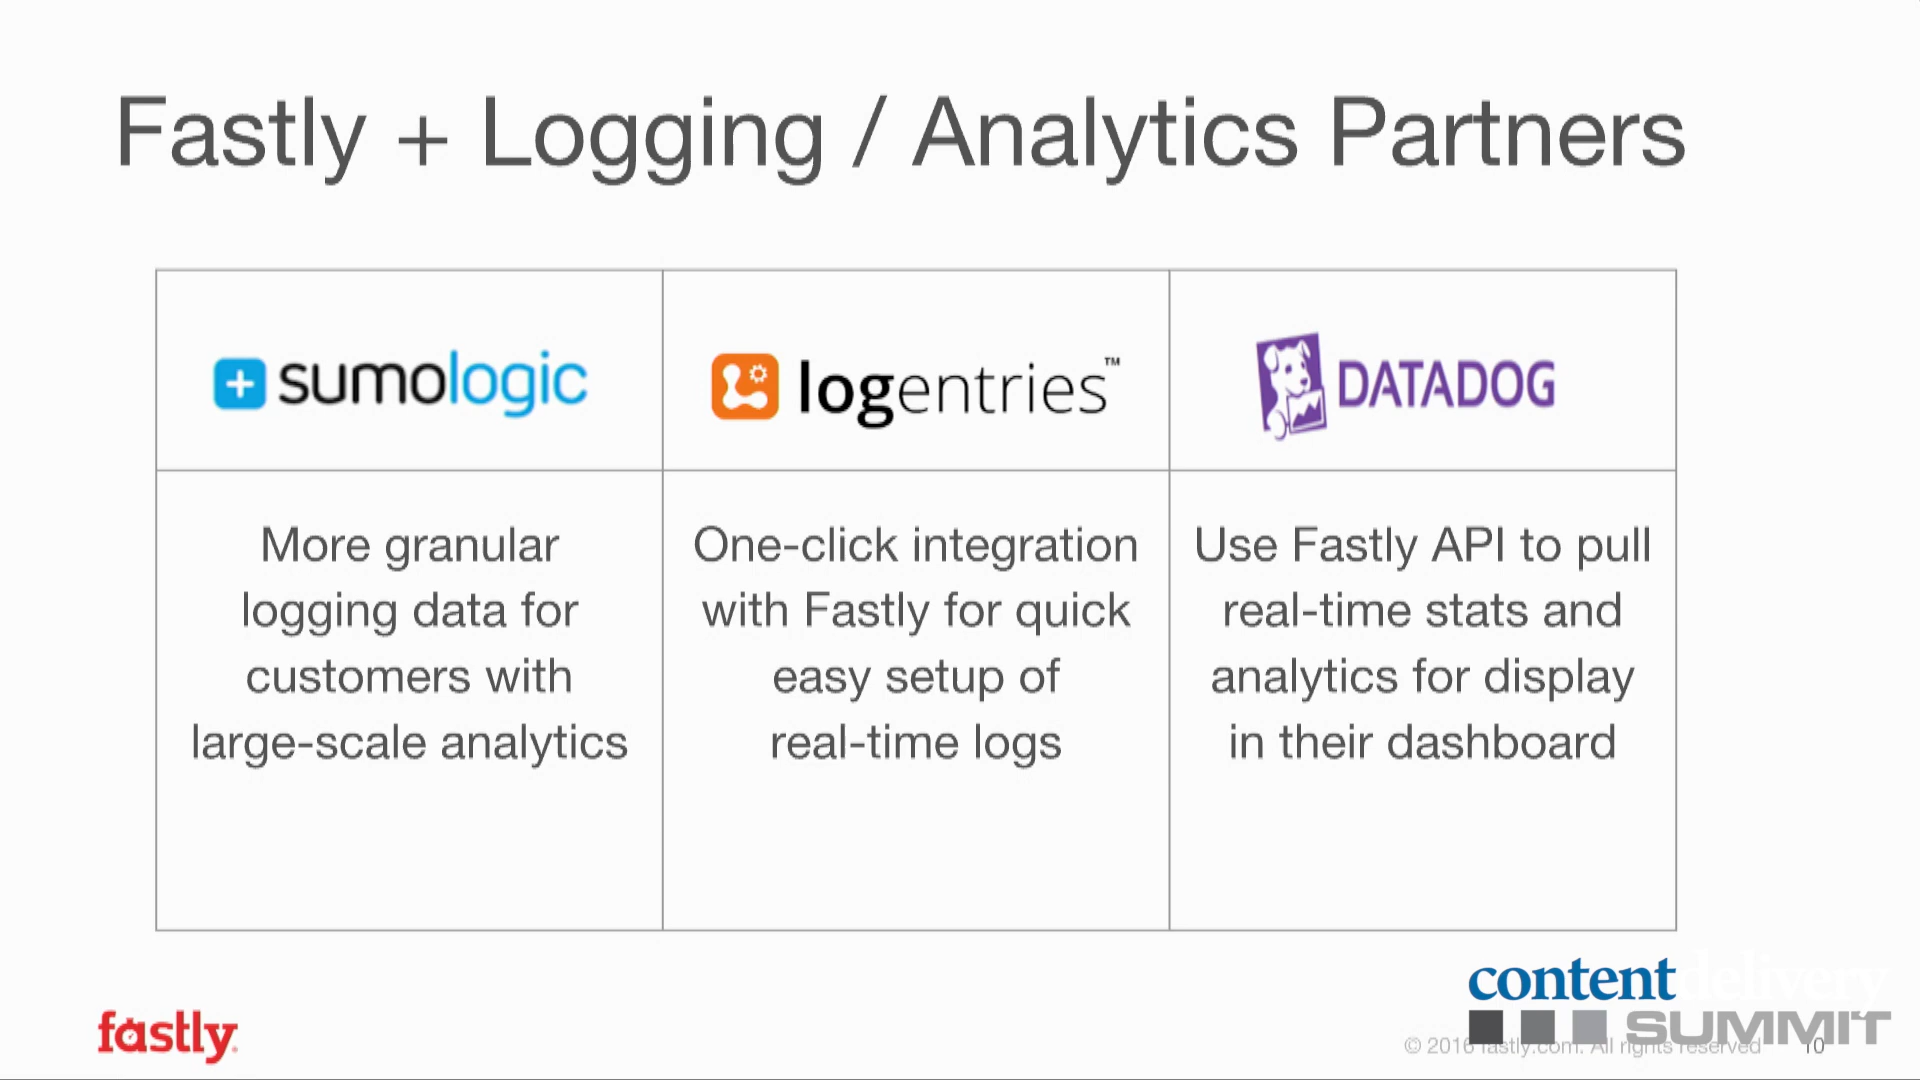 Fastly + Logging / Analytics Partners
sumologic
logentries™
DATADOG
More granular
logging data for
customers with
large-scale analytics
One-click integration
with Fastly for quick
easy setup of
real-time logs
Use Fastly API to pull
real-time stats and
analytics for display
in their dashboard
fastly
contentdelivery
SUMMIT
© 2016 fastly.com. All rights reserved
10